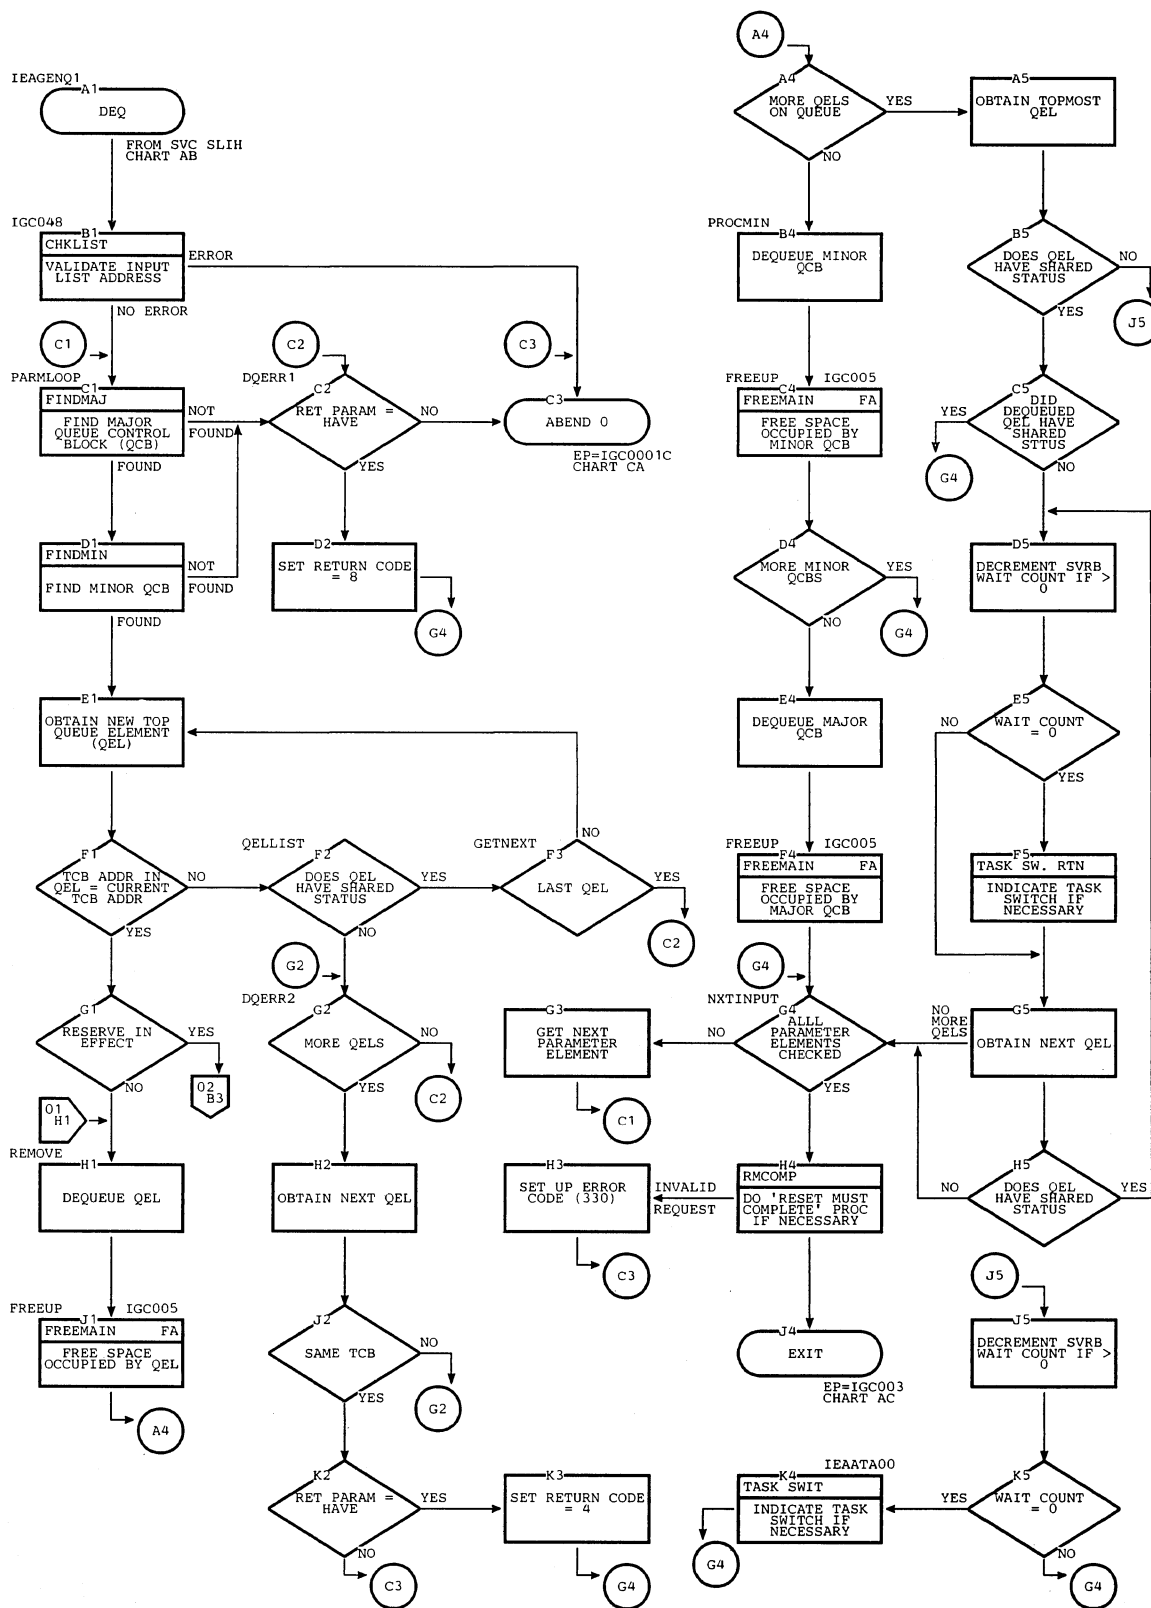 IEAGENQ1
A1
DEQ
FROM SVC SLIH
CHART AB
IGC048
B1
CHKLIST
VALIDATE INPUT
LIST ADDRESS
ERROR
NO ERROR
C1
PARMLOOP
C1
FINDMAJ
FIND MAJOR
QUEUE CONTROL
BLOCK (QCB)
NOT
FOUND
FOUND
D1
FINDMIN
FIND MINOR QCB
NOT
FOUND
FOUND
E1
OBTAIN NEW TOP
QUEUE ELEMENT
(QEL)
F1
TCB ADDR IN
QEL = CURRENT
TCB ADDR
NO
YES
G1
RESERVE IN
EFFECT
YES
NO
02
B3
01
H1
REMOVE
H1
DEQUEUE QEL
FREEUP
IGC005
J1
FREEMAIN FA
FREE SPACE
OCCUPIED BY QEL
A4
C2
DQERR1
C2
RET PARAM =
HAVE
NO
YES
D2
SET RETURN CODE
= 8
G4
QELLIST
F2
DOES QEL
HAVE SHARED
STATUS
YES
NO
G2
DQERR2
G2
MORE QELS
NO
YES
C2
H2
OBTAIN NEXT QEL
J2
SAME TCB
NO
YES
G2
K2
RET PARAM =
HAVE
YES
NO
C3
C3
C3
ABEND 0
EP=IGC0001C
CHART CA
GETNEXT
NO
F3
LAST QEL
YES
C2
G3
GET NEXT
PARAMETER
ELEMENT
C1
H3
SET UP ERROR
CODE (330)
C3
K3
SET RETURN CODE
= 4
G4
A4
A4
MORE QELS
ON QUEUE
YES
NO
PROCMIN
B4
DEQUEUE MINOR
QCB
FREEUP
IGC005
C4
FREEMAIN FA
FREE SPACE
OCCUPIED BY
MINOR QCB
D4
MORE MINOR
QCBS
YES
NO
G4
E4
DEQUEUE MAJOR
QCB
FREEUP
IGC005
F4
FREEMAIN FA
FREE SPACE
OCCUPIED BY
MAJOR QCB
G4
NXTINPUT
G4
ALLL
PARAMETER
ELEMENTS
CHECKED
NO
YES
H4
RMCOMP
DO 'RESET MUST
COMPLETE' PROC
IF NECESSARY
INVALID
REQUEST
J4
EXIT
EP=IGC003
CHART AC
IEAATA00
K4
TASK SWIT
INDICATE TASK
SWITCH IF
NECESSARY
G4
A5
OBTAIN TOPMOST
QEL
B5
DOES QEL
HAVE SHARED
STATUS
NO
YES
J5
C5
DID
DEQUEUED
QEL HAVE
SHARED
STTUS
YES
NO
G4
D5
DECREMENT SVRB
WAIT COUNT IF >
0
E5
WAIT COUNT
= 0
NO
YES
F5
TASK SW. RTN
INDICATE TASK
SWITCH IF
NECESSARY
NO
MORE
QELS
G5
OBTAIN NEXT QEL
H5
DOES QEL
HAVE SHARED
STATUS
NO
YES
J5
J5
DECREMENT SVRB
WAIT COUNT IF >
0
K5
WAIT COUNT
= 0
YES
NO
G4